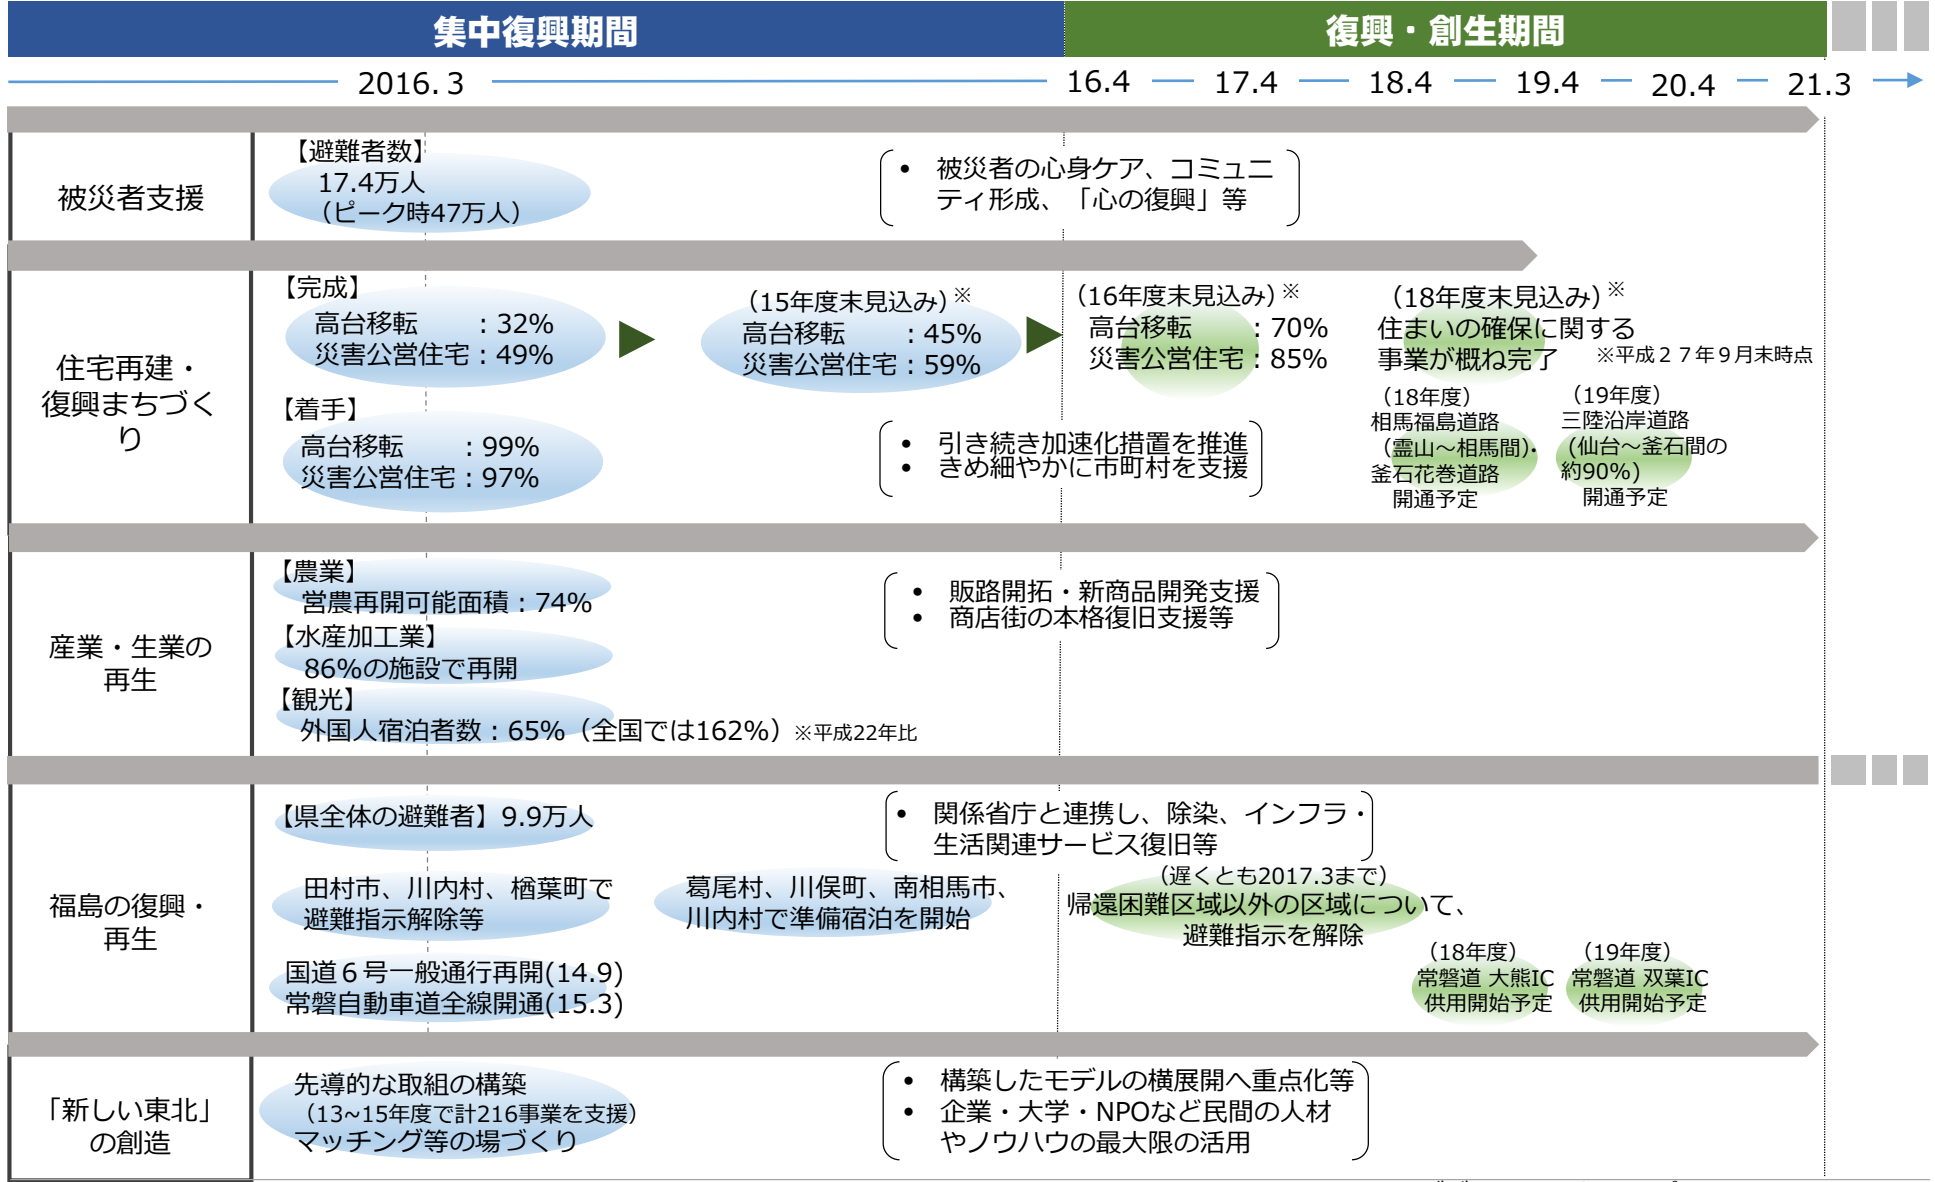 集中復興期間
復興・創生期間
2016.3
16.4
17.4
18.4
19.4
20.4
21.3
被災者支援
【避難者数】
17.4万人
（ピーク時47万人）
• 被災者の心身ケア、コミュニ
ティ形成、「心の復興」等
住宅再建・
復興まちづく
り
【完成】
高台移転 ：32%
災害公営住宅：49%
（15年度末見込み）※
高台移転 ：45%
災害公営住宅：59%
（16年度末見込み）※
高台移転 ：70%
災害公営住宅：85%
（18年度末見込み）※
住まいの確保に関する
事業が概ね完了
※平成２７年９月末時点
【着手】
高台移転 ：99%
災害公営住宅：97%
• 引き続き加速化措置を推進
• きめ細やかに市町村を支援
（18年度）
相馬福島道路
（霊山～相馬間）・
釜石花巻道路
開通予定
（19年度）
三陸沿岸道路
(仙台～釜石間の
約90%)
開通予定
産業・生業の
再生
【農業】
営農再開可能面積：74%
【水産加工業】
86%の施設で再開
【観光】
外国人宿泊者数：65%（全国では162%）※平成22年比
• 販路開拓・新商品開発支援
• 商店街の本格復旧支援等
福島の復興・
再生
【県全体の避難者】9.9万人
• 関係省庁と連携し、除染、インフラ・
生活関連サービス復旧等
田村市、川内村、楢葉町で
避難指示解除等
葛尾村、川俣町、南相馬市、
川内村で準備宿泊を開始
（遅くとも2017.3まで）
帰還困難区域以外の区域について、
避難指示を解除
国道６号一般通行再開(14.9)
常磐自動車道全線開通(15.3)
（18年度）
常磐道 大熊IC
供用開始予定
（19年度）
常磐道 双葉IC
供用開始予定
「新しい東北」
の創造
先導的な取組の構築
（13~15年度で計216事業を支援）
マッチング等の場づくり
• 構築したモデルの横展開へ重点化等
• 企業・大学・NPOなど民間の人材
やノウハウの最大限の活用